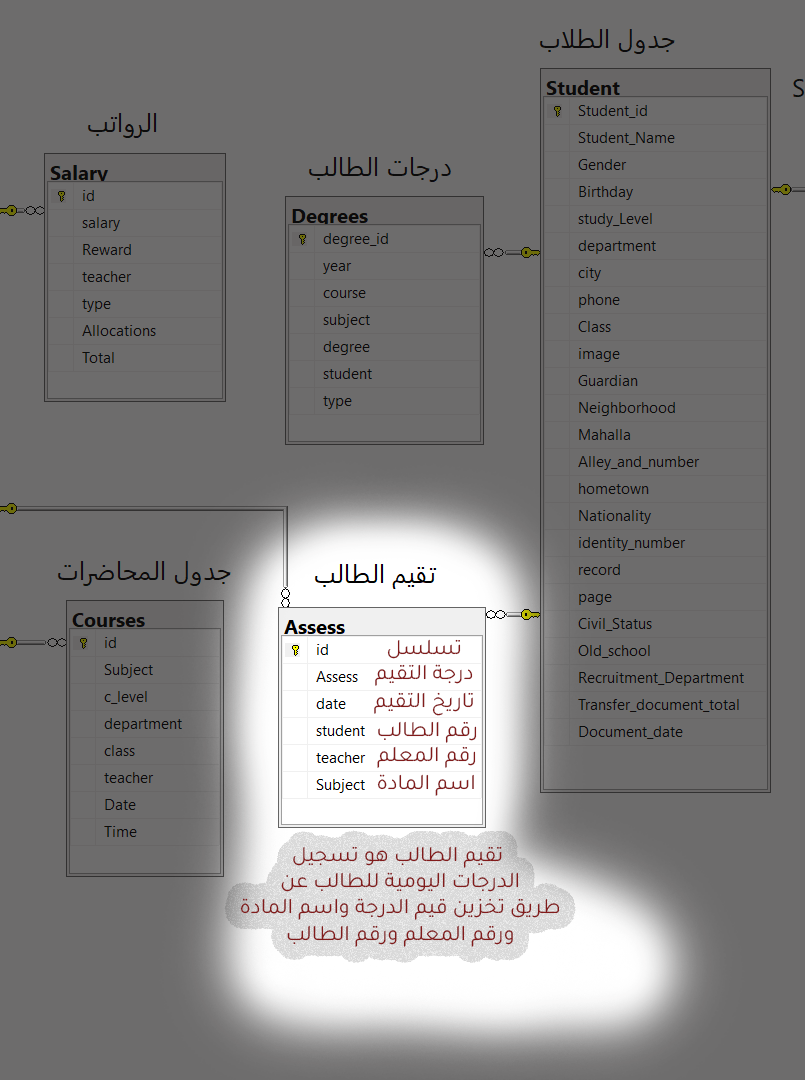 جدول الطلاب
S
Student
Student_id
Student_Name
Gender
Birthday
study_Level
department
city
phone
Class
image
Guardian
Neighborhood
Mahalla
Alley_and_number
hometown
Nationality
identity_number
record
page
Civil_Status
Old_school
Recruitment_Department
Transfer_document_total
Document_date
درجات الطالب
Degrees
degree_id
year
course
subject
degree
student
type
الرواتب
Salary
id
salary
Reward
teacher
type
Allocations
Total
جدول المحاضرات
Courses
id
Subject
c_level
department
class
teacher
Date
Time
تقيم الطالب
Assess
id تسلسل
Assess درجة التقيم
date تاريخ التقيم
student رقم الطالب
teacher رقم المعلم
Subject اسم المادة
تقيم الطالب هو تسجيل
الدرجات اليومية للطالب عن
طريق تخزين قيم الدرجة واسم المادة
ورقم المعلم ورقم الطالب